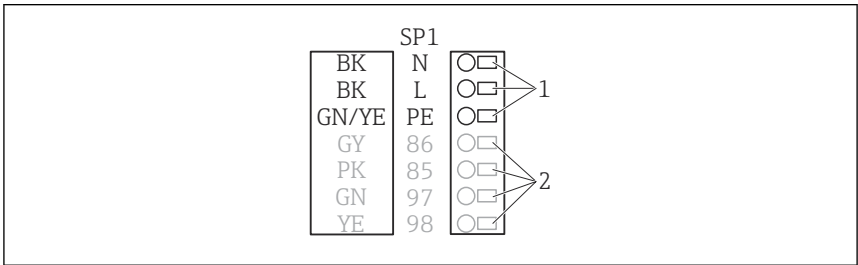 SP1
BK N
BK L 1
GN/YE PE
GY 86
PK 85 2
GN 97
YE 98